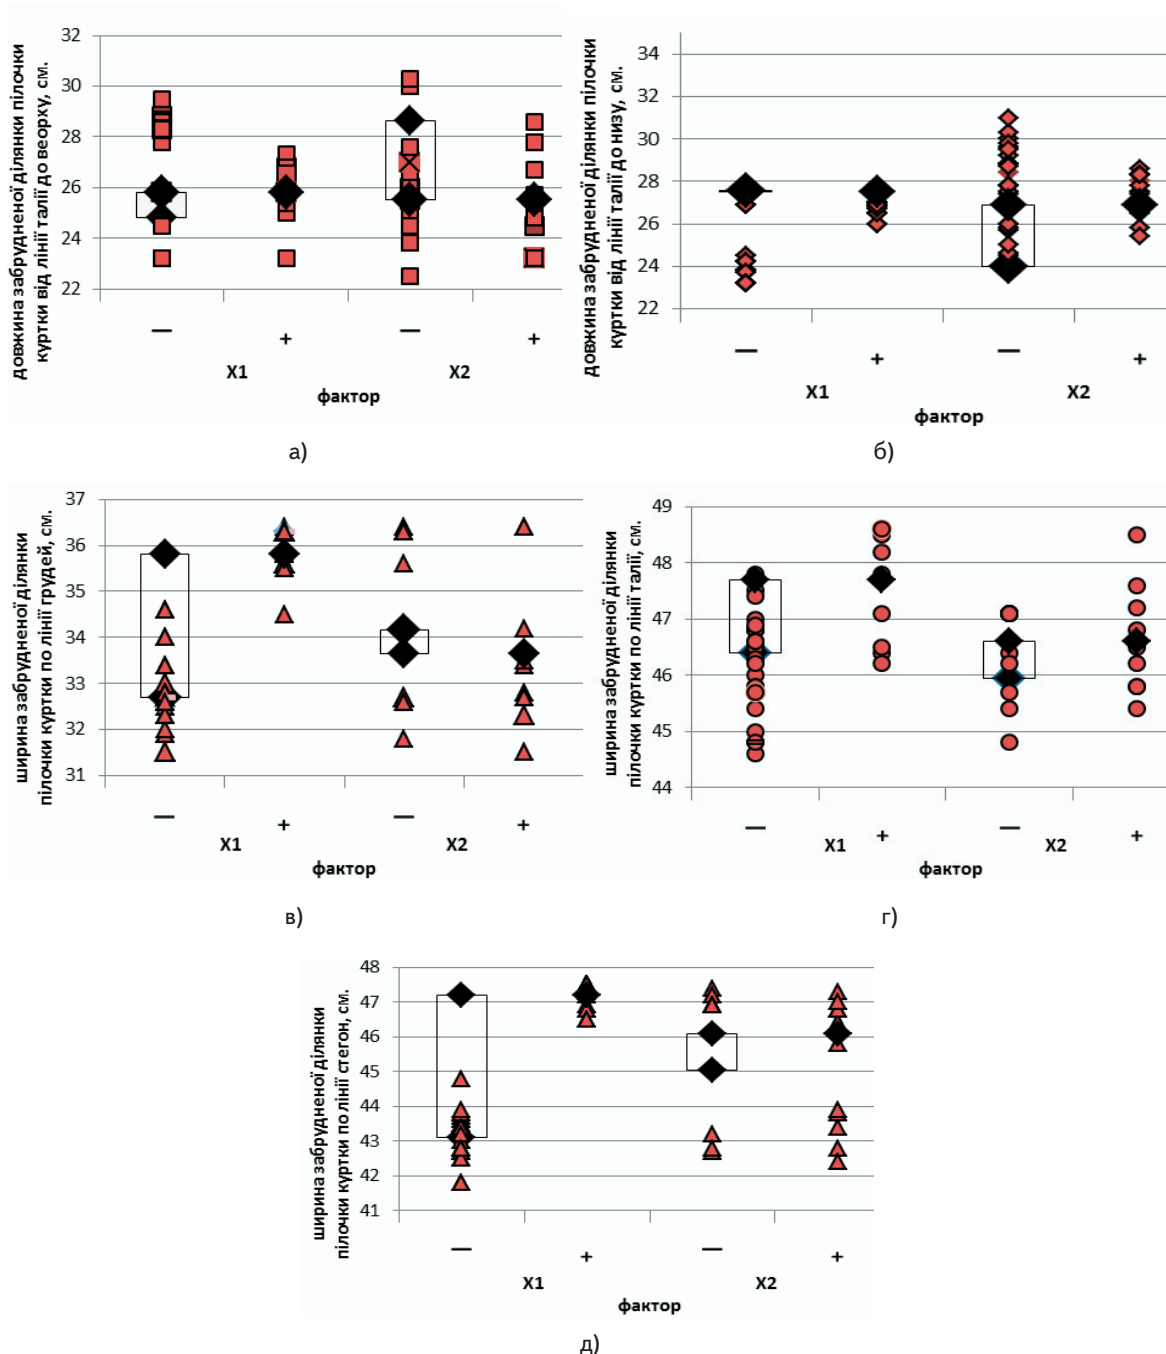 довжина забрудненої ділянки пілочки
куртки від лінії талії до веорху, см.
32
30
28
26
24
22
—
+
—
+
X1
X2
фактор
а)
довжина забрудненої ділянки пілочки
куртки від лінії талії до низу, см.
34
32
30
28
26
24
22
—
+
—
+
X1
X2
фактор
б)
ширина забрудненої ділянки
пілочки куртки по лінії грудей, см.
37
36
35
34
33
32
31
—
+
—
+
X1
X2
фактор
в)
ширина забрудненої ділянки
пілочки куртки по лінії талії, см.
49
48
47
46
45
44
—
+
—
+
X1
X2
фактор
г)
ширина забрудненої ділянки
пілочки куртки по лінії стегон, см.
48
47
46
45
44
43
42
41
—
+
—
+
X1
X2
фактор
д)